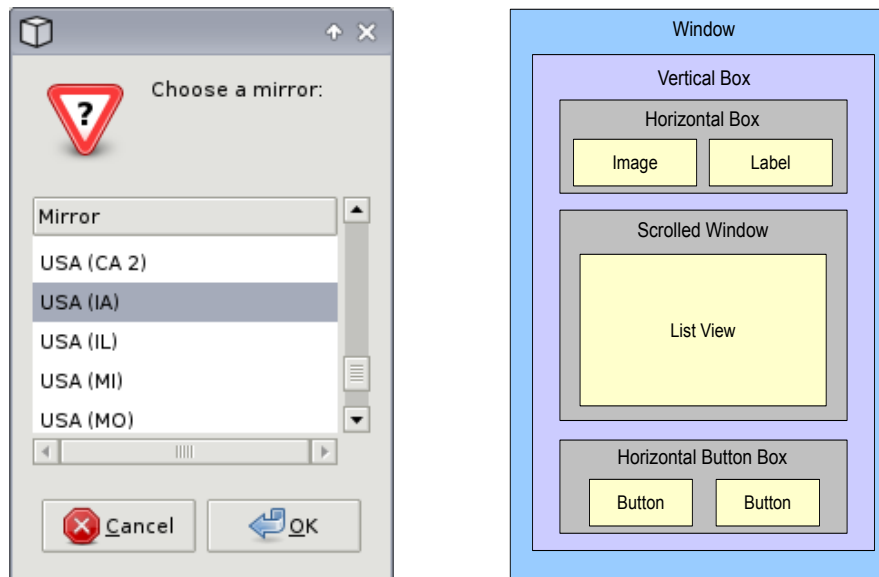 ?
Choose a mirror:
Mirror
USA (CA 2)
USA (IA)
USA (IL)
USA (MI)
USA (MO)
Cancel
OK
Window
Vertical Box
Horizontal Box
Image
Label
Scrolled Window
List View
Horizontal Button Box
Button
Button